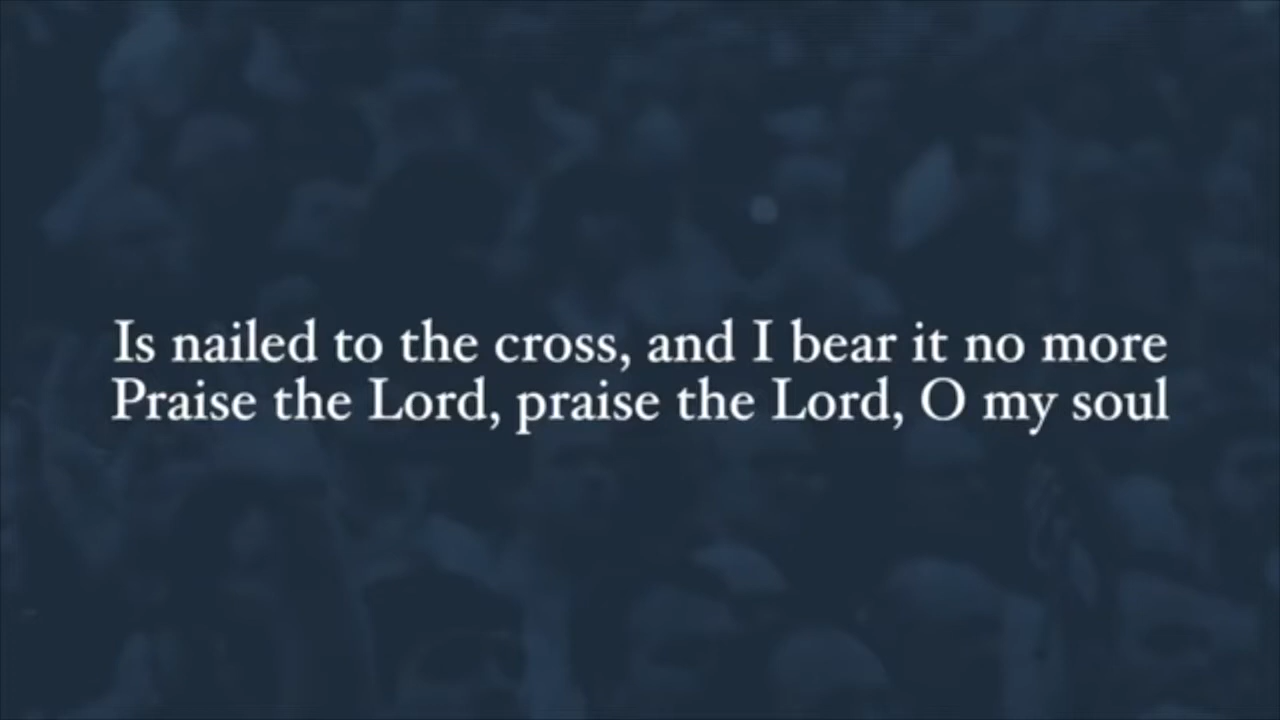 Is nailed to the cross, and I bear it no more
Praise the Lord, praise the Lord, O my soul